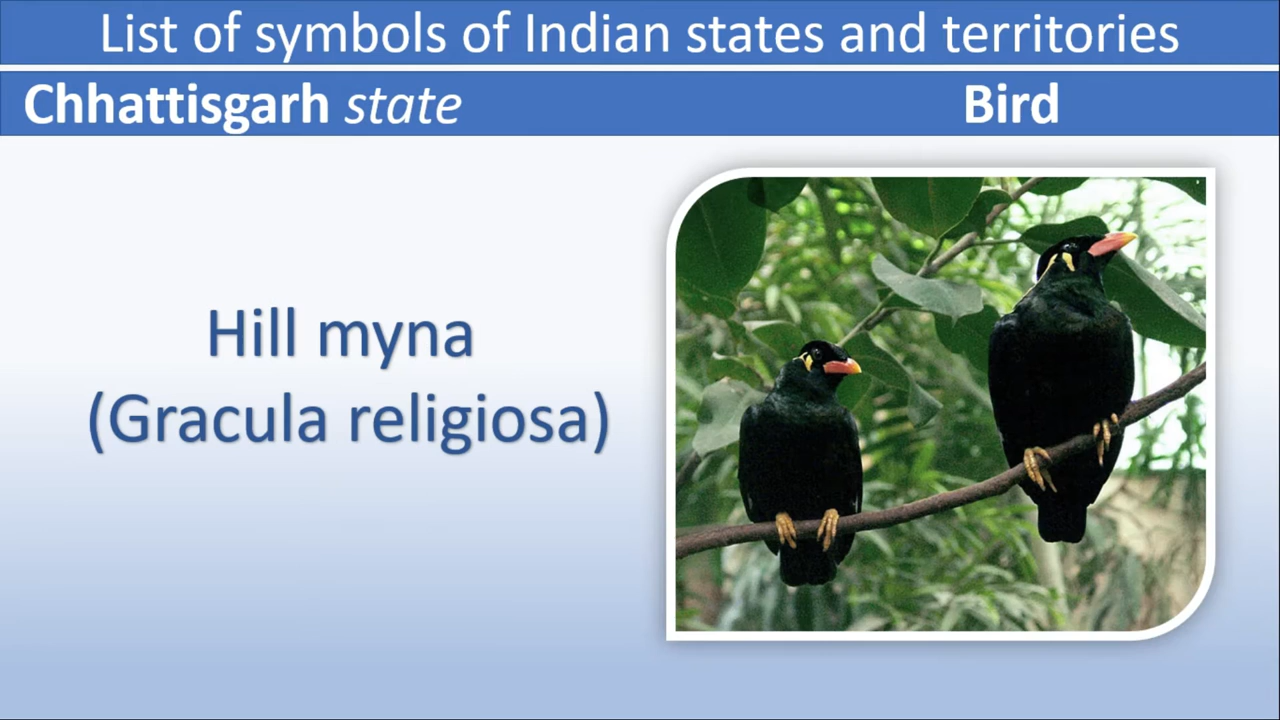 List of symbols of Indian states and territories
Chhattisgarh state
Bird
Hill myna
(Gracula religiosa)